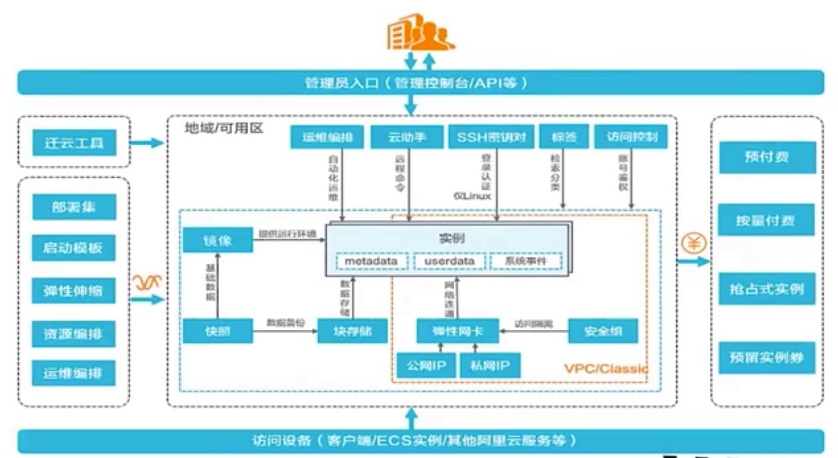 管理员入口（管理控制台/API等）
迁云工具
部署集
启动模板
弹性伸缩
资源编排
运维编排
地域/可用区
运维编排
云助手
SSH密钥对
标签
访问控制
自动化运维
远程命令
登录认证
仅Linux
检索分类
账号鉴权
镜像
提供运行环境
实例
metadata
userdata
系统事件
基础数据
数据存储
网络连通
快照
数据备份
块存储
弹性网卡
访问隔离
安全组
公网IP
私网IP
VPC/Classic
¥
预付费
按量付费
抢占式实例
预留实例券
访问设备（客户端/ECS实例/其他阿里云服务等）